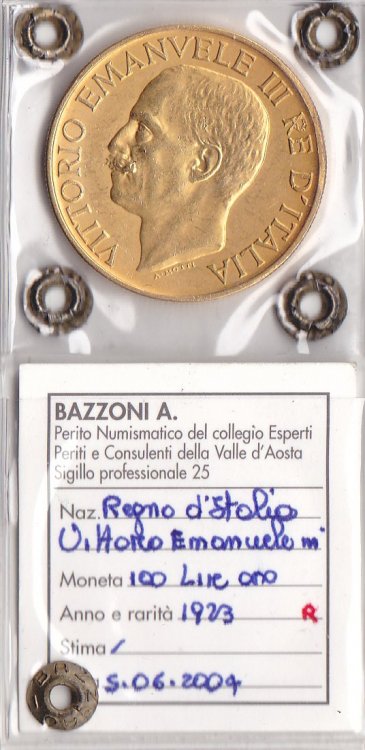 VITTORIO EMANVELE III RE D'ITALIA
BAZZONI A.
Perito Numismatico del collegio Esperti
Periti e Consulenti della Valle d'Aosta
Sigillo professionale 25
Naz. Regno d'Italia
Vittorio Emanuele III
Moneta 100 Lire oro
Anno e rarità 1923 R
Stima /
5.06.2004